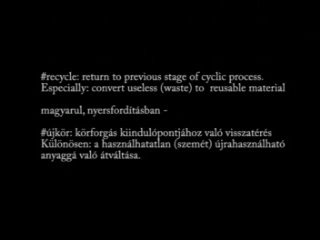 #recycle: return to previous stage of cyclic process.
Especially: convert useless (waste) to reusable material
magyarul, nyersfordításban -
#újkör: körforgás kiindulópontjához való visszatérés
Különösen: a használhatatlan (szemét) újrahasználható
anyaggá való átváltása.